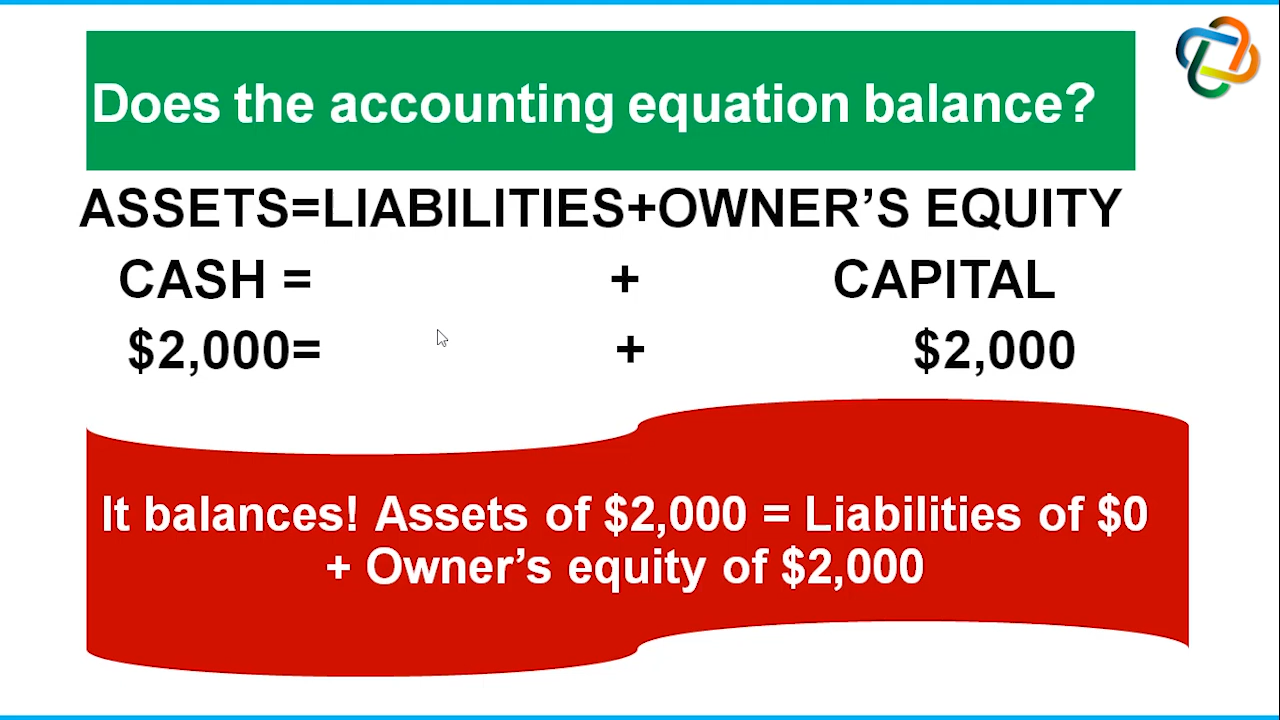 Does the accounting equation balance?
ASSETS=LIABILITIES+OWNER’S EQUITY
CASH = + CAPITAL
$2,000= + $2,000
It balances! Assets of $2,000 = Liabilities of $0
+ Owner’s equity of $2,000